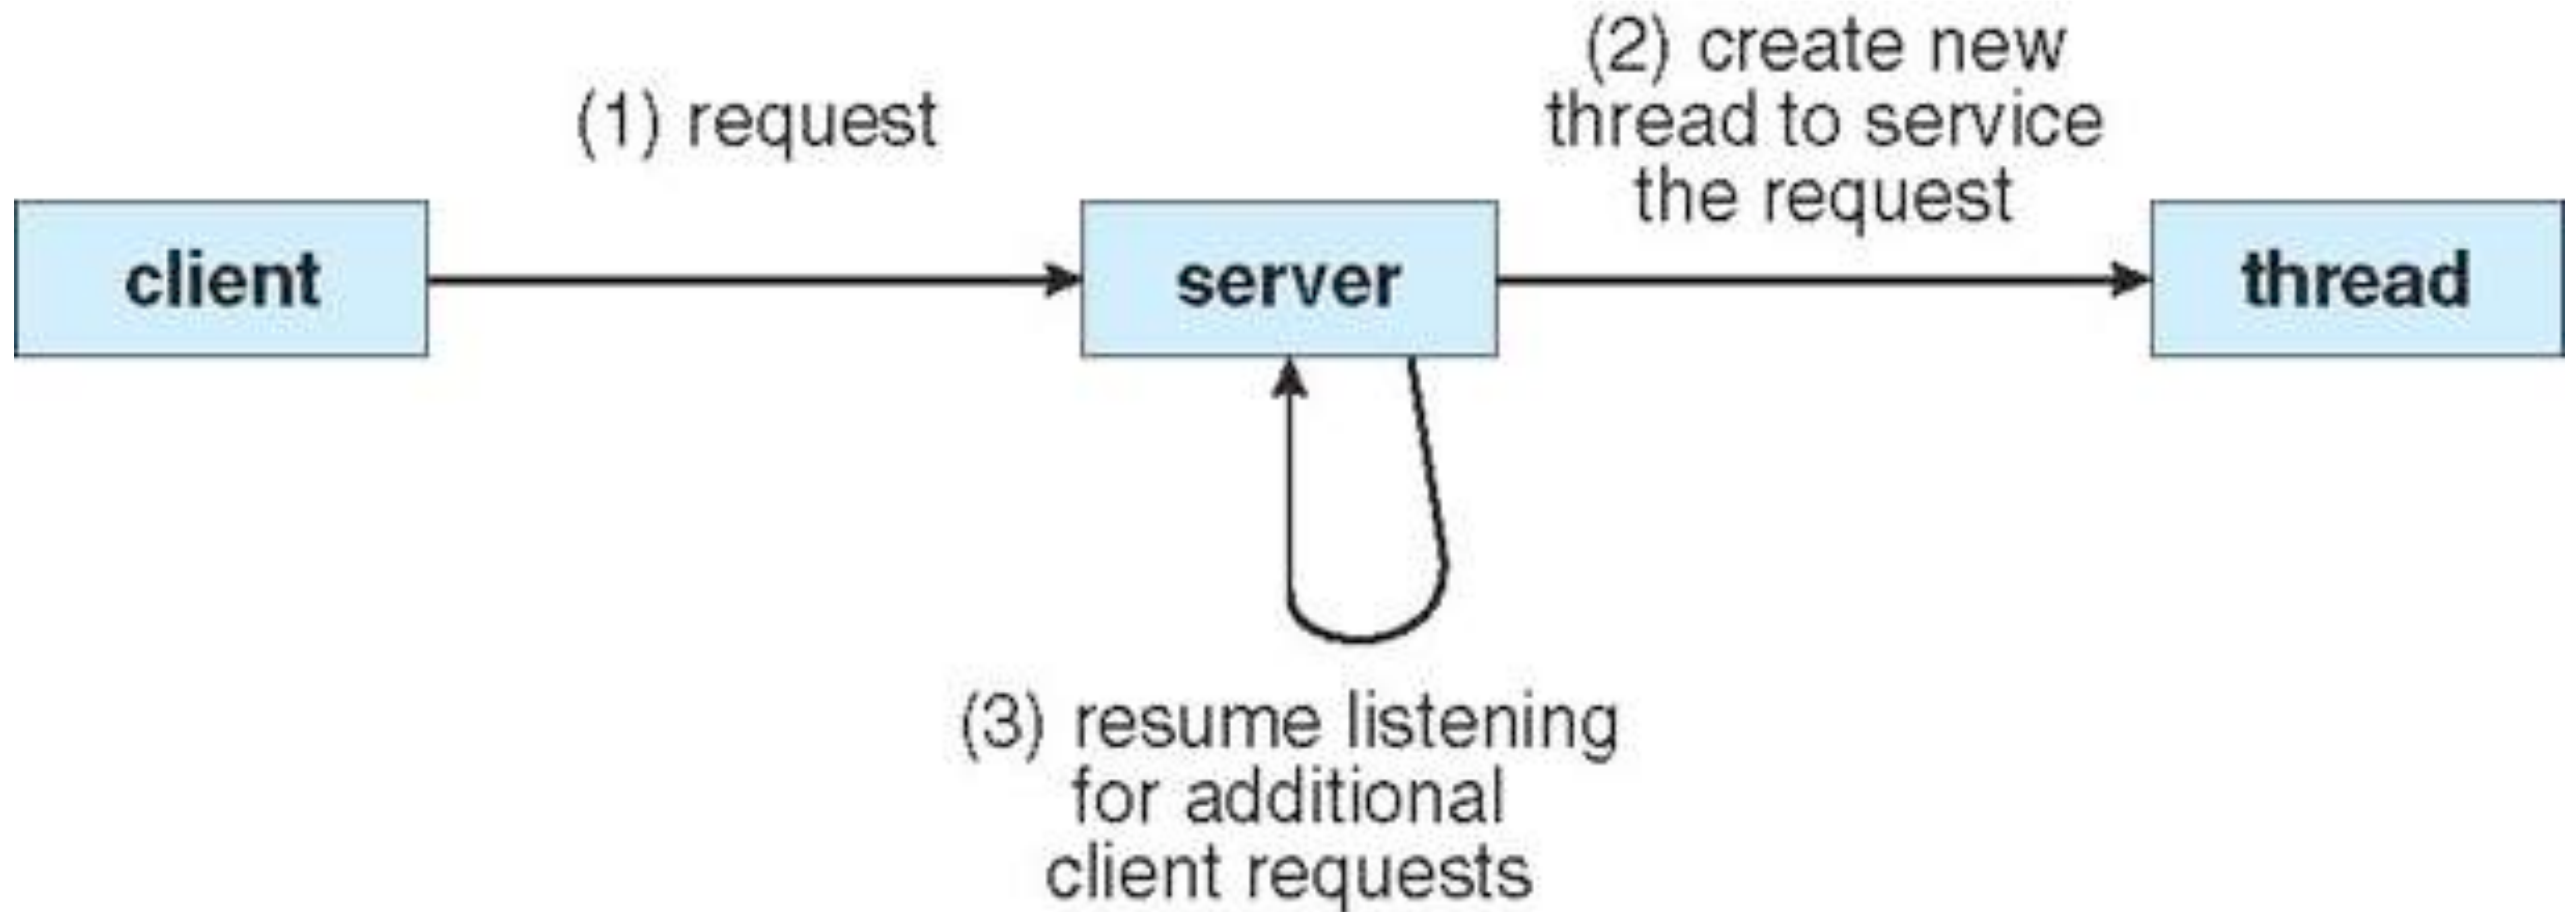 (1) request
(2) create new
thread to service
the request
client
server
thread
(3) resume listening
for additional
client requests